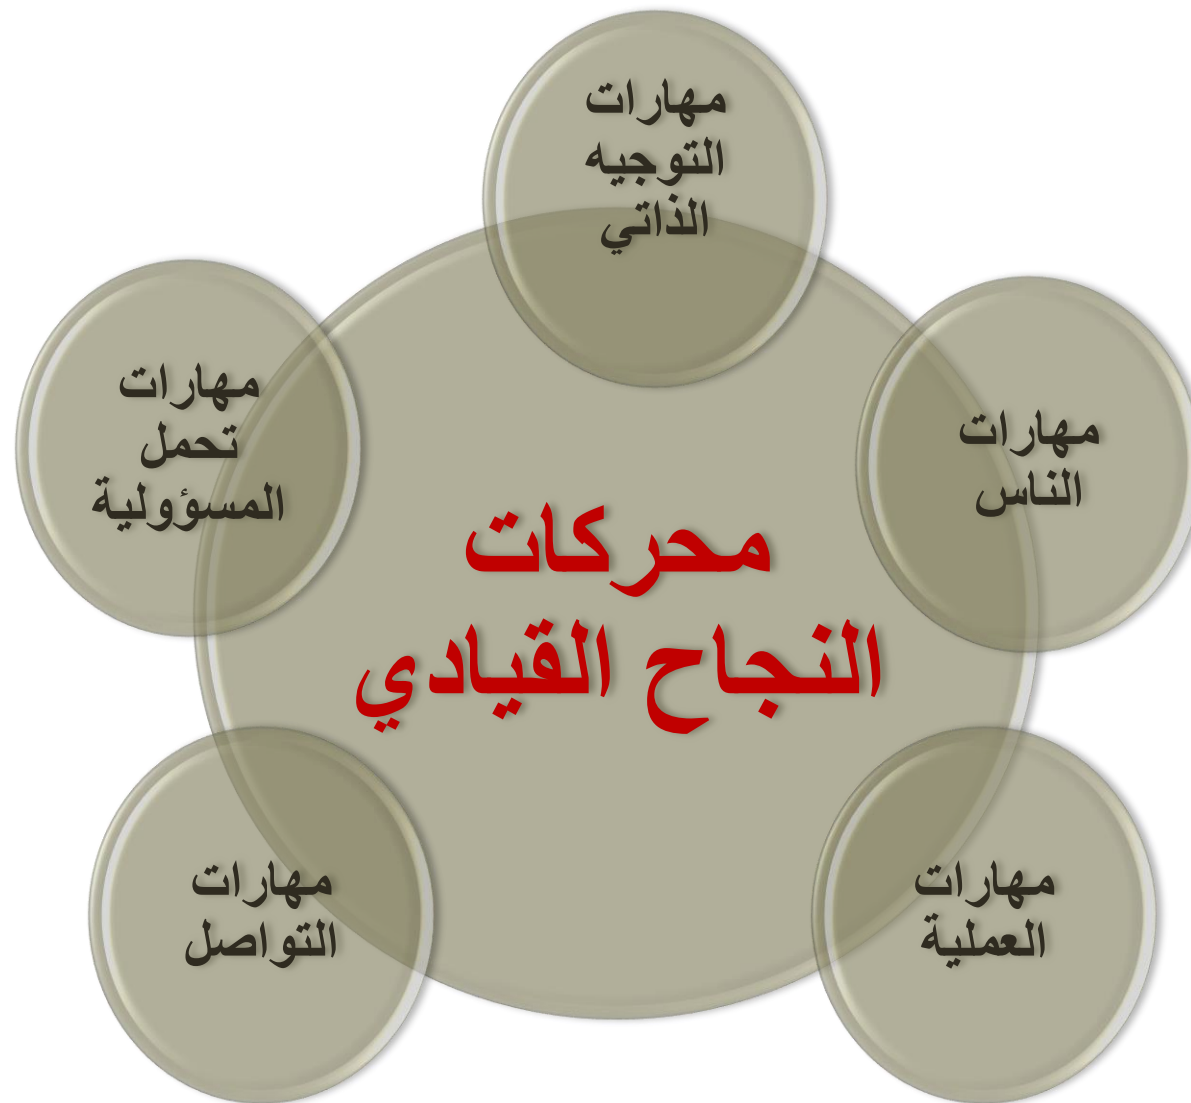 مهارات
التوجيه
الذاتي
مهارات
الناس
مهارات
العملية
مهارات
التواصل
مهارات
تحمل
المسؤولية
محركات
النجاح القيادي